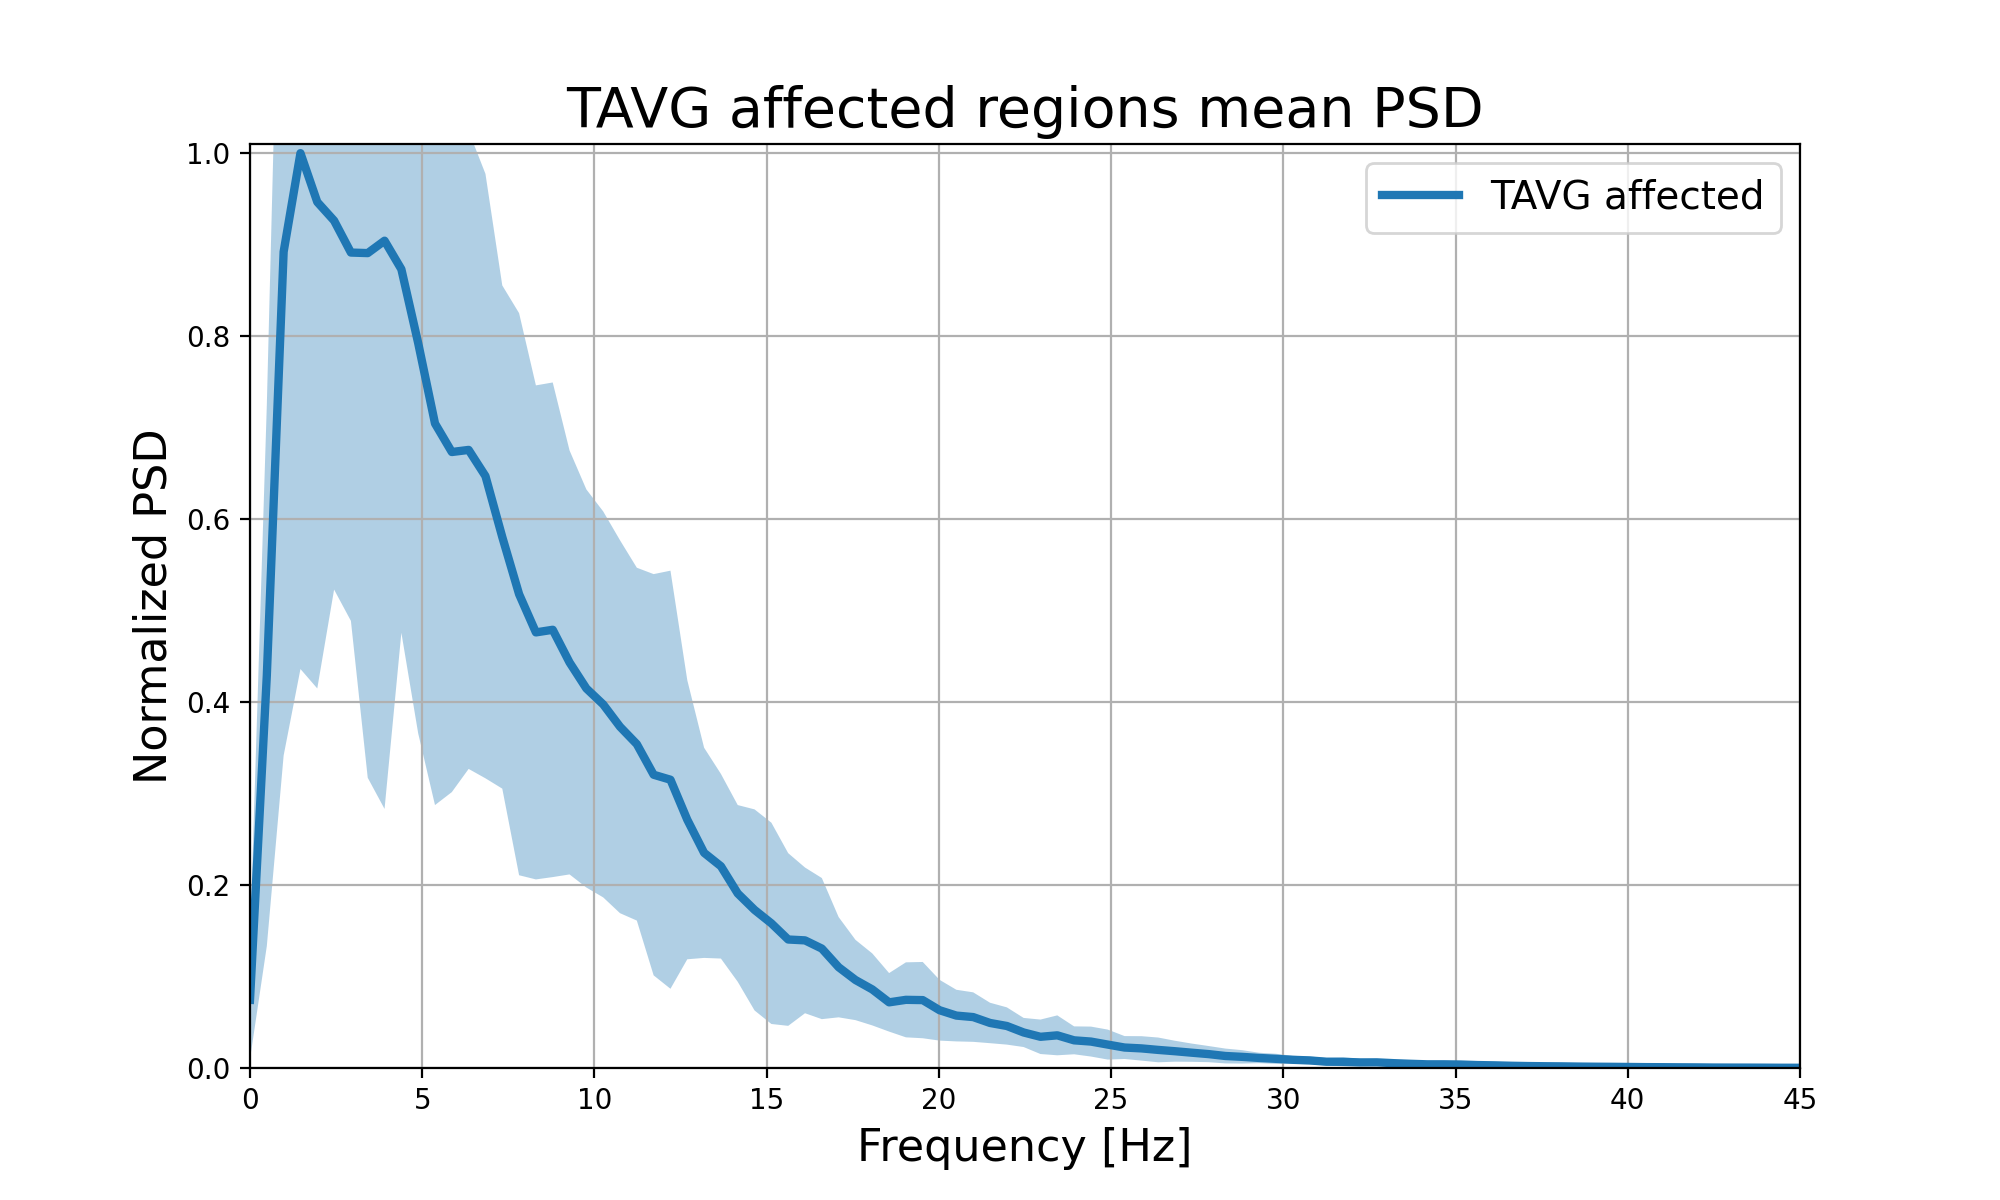 TAVG affected regions mean PSD
TAVG affected
Normalized PSD
1.0
0.8
0.6
0.4
0.2
0.0
0 5 10 15 20 25 30 35 40 45
Frequency [Hz]